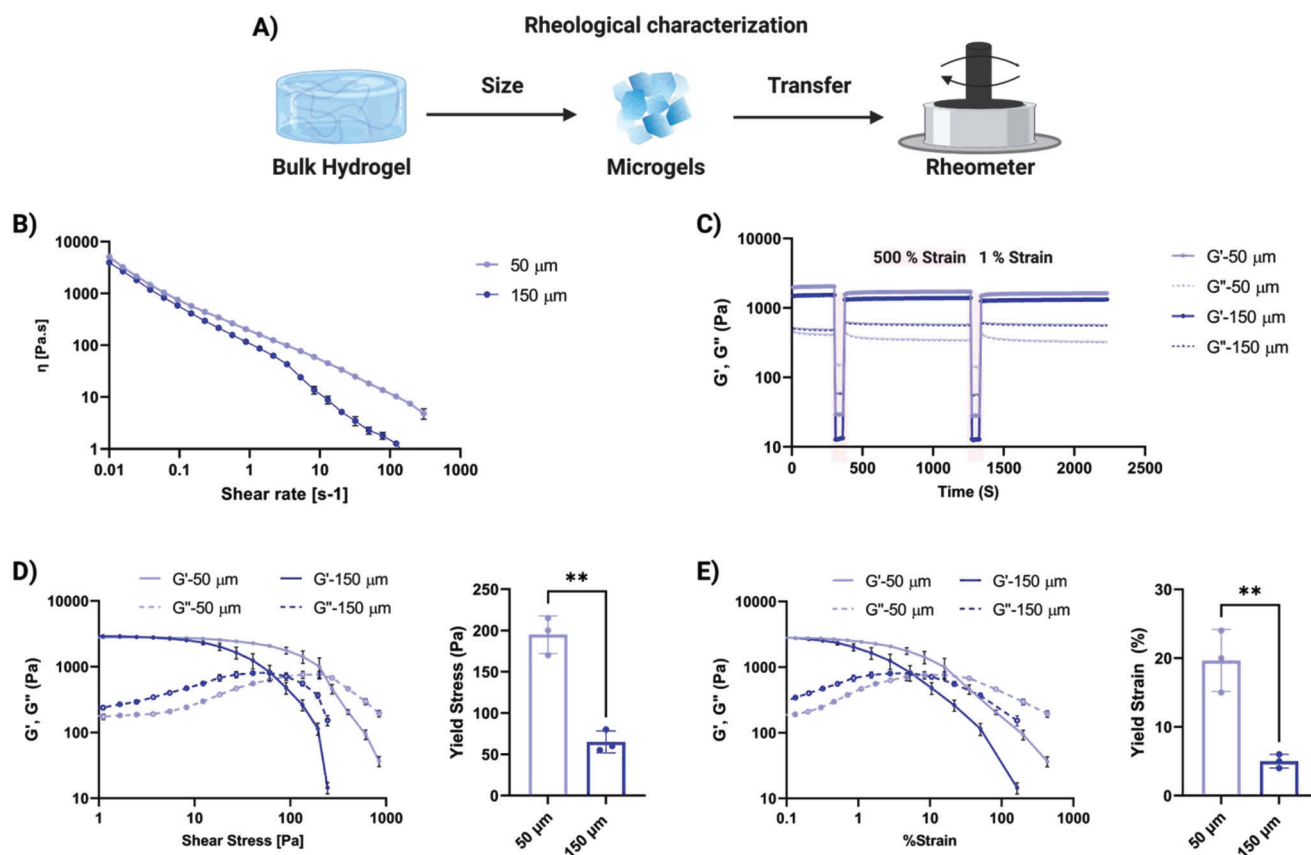 A)
Rheological characterization
Size
Transfer
Bulk Hydrogel
Microgels
Rheometer
B)
10000
1000
100
10
1
η [Pa.s]
0.01
0.1
1
10
100
1000
Shear rate [s-1]
50 μm
150 μm
C)
10000
1000
100
10
G', G'' (Pa)
500 % Strain
1 % Strain
0
500
1000
1500
2000
2500
Time (S)
G'-50 μm
G''-50 μm
G'-150 μm
G''-150 μm
D)
G'-50 μm
G'-150 μm
G''-50 μm
G''-150 μm
10000
1000
100
10
G', G'' (Pa)
1
10
100
1000
Shear Stress [Pa]
250
200
150
100
50
0
Yield Stress (Pa)
**
50 μm
150 μm
E)
G'-50 μm
G'-150 μm
G''-50 μm
G''-150 μm
10000
1000
100
10
G', G'' (Pa)
0.1
1
10
100
1000
%Strain
30
20
10
0
Yield Strain (%)
**
50 μm
150 μm